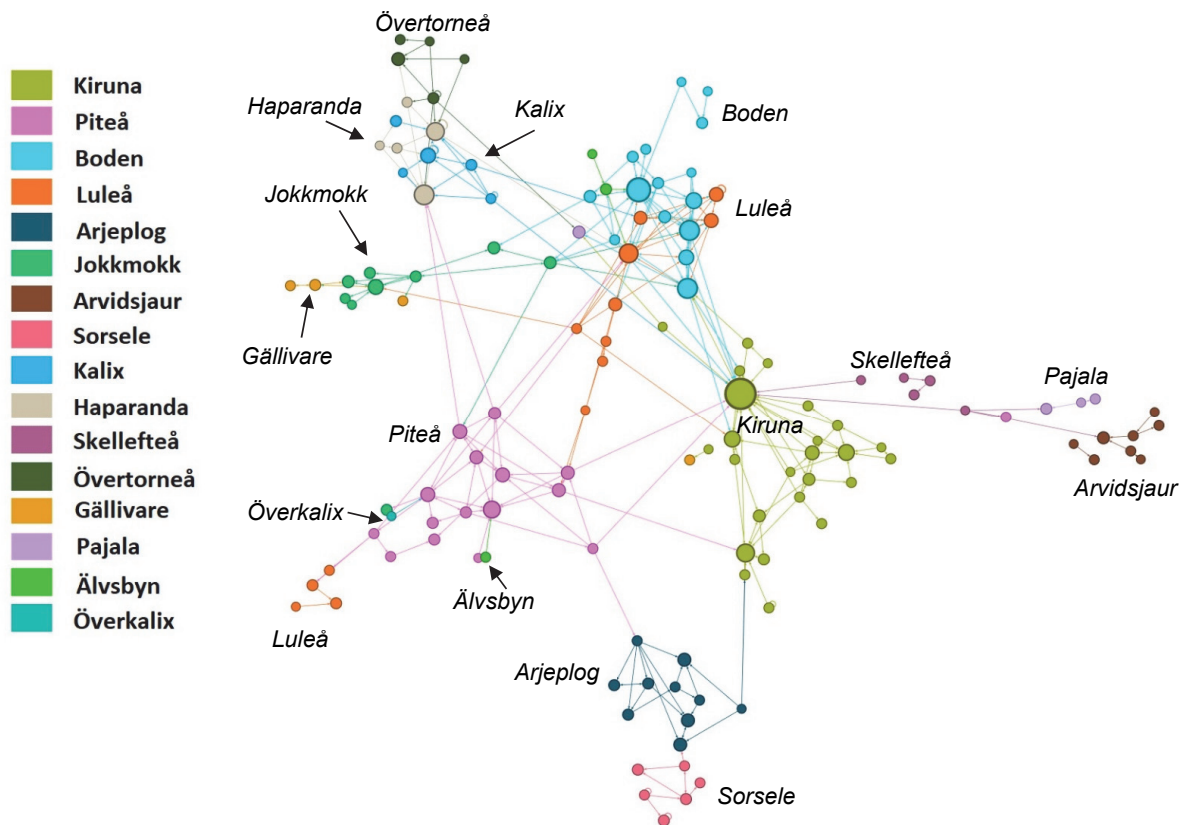 Kiruna
Piteå
Boden
Luleå
Arjeplog
Jokkmokk
Arvidsjaur
Sorsele
Kalix
Haparanda
Skellefteå
Övertorneå
Gällivare
Pajala
Älvsbyn
Överkalix
Övertorneå
Haparanda
Kalix
Boden
Jokkmokk
Luleå
Gällivare
Skellefteå
Pajala
Piteå
Kiruna
Arvidsjaur
Överkalix
Älvsbyn
Luleå
Arjeplog
Sorsele